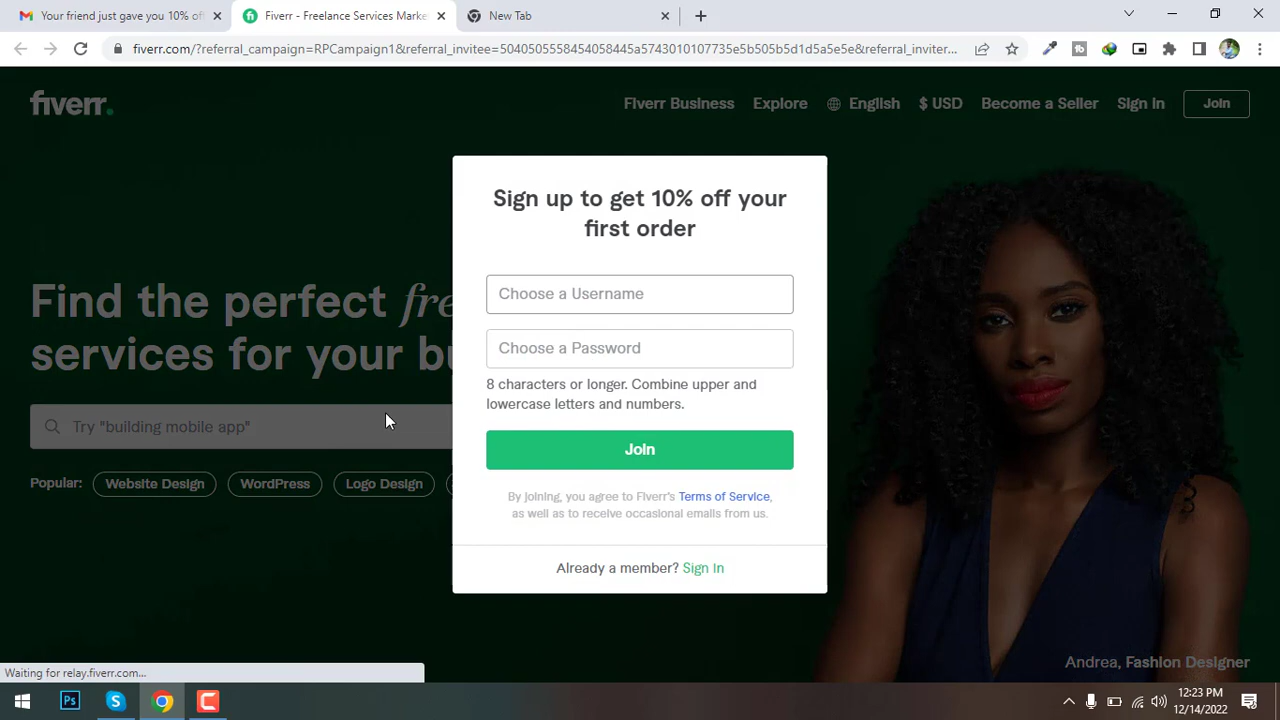 Your friend just gave you 10% of
Fiverr - Freelance Services Marke
New Tab
fiverr.com/?referral_campaign=RPCampaign1&referral_invitee=5040505558454058445a5743010107735e5b505b5d1d5a5e5e&referral_inviter...
fiverr.
Fiverr Business
Explore
English
$ USD
Become a Seller
Sign in
Join
Sign up to get 10% off your
first order
Choose a Username
Choose a Password
8 characters or longer. Combine upper and
lowercase letters and numbers.
Join
By joining, you agree to Fiverr's Terms of Service,
as well as to receive occasional emails from us.
Already a member? Sign In
Find the perfect fre
services for your bu
Try "building mobile app"
Popular:
Website Design
WordPress
Logo Design
Andrea, Fashion Designer
Waiting for relay.fiverr.com...
Ps
12:23 PM
12/14/2022